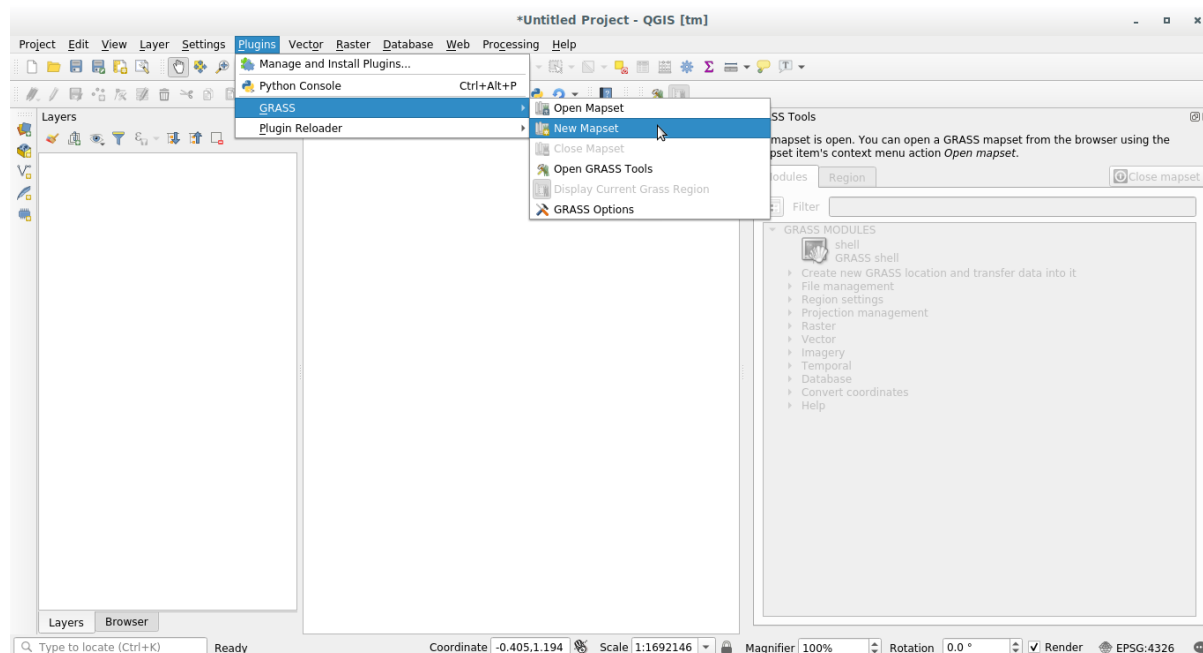 *Untitled Project - QGIS [tm]
Project Edit View Layer Settings Plugins Vector Raster Database Web Processing Help
Manage and Install Plugins...
Python Console Ctrl+Alt+P
GRASS
Plugin Reloader
Open Mapset
New Mapset
Close Mapset
Open GRASS Tools
Display Current Grass Region
GRASS Options
Layers
SS Tools
mapset is open. You can open a GRASS mapset from the browser using the
pset item's context menu action Open mapset.
odules Region Close mapset
Filter
GRASS MODULES
shell
GRASS shell
Create new GRASS location and transfer data into it
File management
Region settings
Projection management
Raster
Vector
Imagery
Temporal
Database
Convert coordinates
Help
Layers Browser
Type to locate (Ctrl+K) Ready Coordinate -0.405,1.194 Scale 1:1692146 Magnifier 100% Rotation 0.0 ° Render EPSG:4326